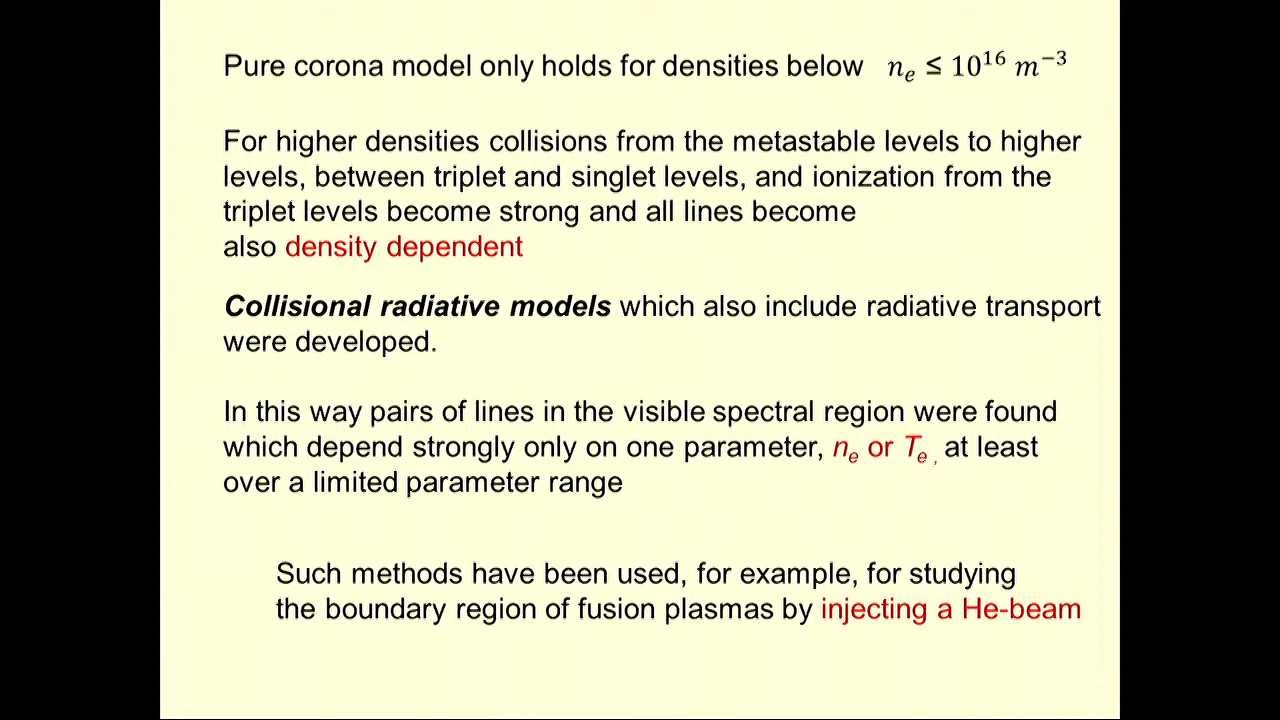 Pure corona model only holds for densities below nₑ ≤ 10¹⁶ m⁻³
For higher densities collisions from the metastable levels to higher
levels, between triplet and singlet levels, and ionization from the
triplet levels become strong and all lines become
also density dependent
Collisional radiative models which also include radiative transport
were developed.
In this way pairs of lines in the visible spectral region were found
which depend strongly only on one parameter, nₑ or Tₑ , at least
over a limited parameter range
Such methods have been used, for example, for studying
the boundary region of fusion plasmas by injecting a He-beam